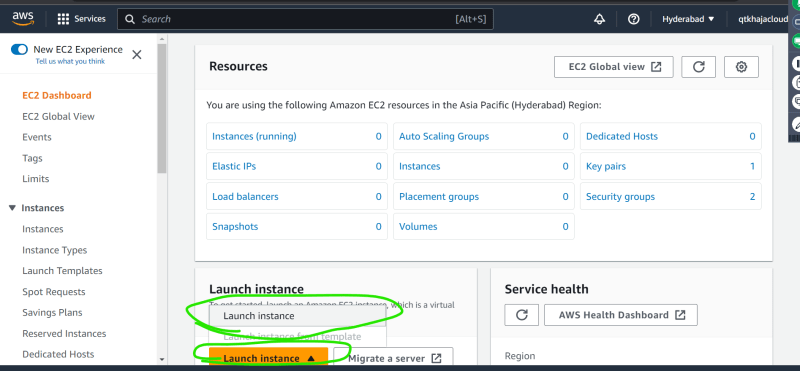 aws Services Search [Alt+S] Hyderabad qtkhajacloud
New EC2 Experience
Tell us what you think
EC2 Dashboard
EC2 Global View
Events
Tags
Limits
Instances
Instances
Instance Types
Launch Templates
Spot Requests
Savings Plans
Reserved Instances
Dedicated Hosts
Resources
EC2 Global view
You are using the following Amazon EC2 resources in the Asia Pacific (Hyderabad) Region:
Instances (running) 0 Auto Scaling Groups 0 Dedicated Hosts 0
Elastic IPs 0 Instances 0 Key pairs 1
Load balancers 0 Placement groups 0 Security groups 2
Snapshots 0 Volumes 0
Launch instance
To get started, launch an Amazon EC2 instance, which is a virtual
Launch instance
Launch instance from template
Launch instance Migrate a server
Service health
AWS Health Dashboard
Region